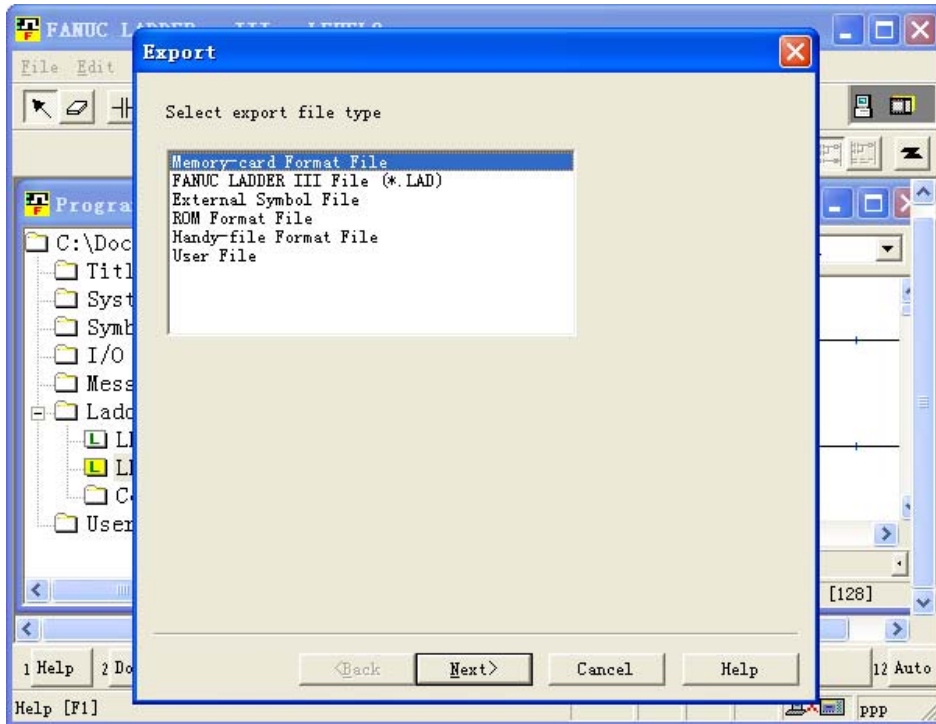 FANUC LADDER
Export
File Edit
Select export file type
Memory-card Format File
FANUC LADDER III File (*.LAD)
External Symbol File
ROM Format File
Handy-file Format File
User File
Progra
C:\Doc
Titl
Syst
Symb
I/O
Mess
Ladd
L
L
User
[128]
<Back
Next>
Cancel
Help
1 Help
2 Do
12 Auto
Help [F1]
ppp